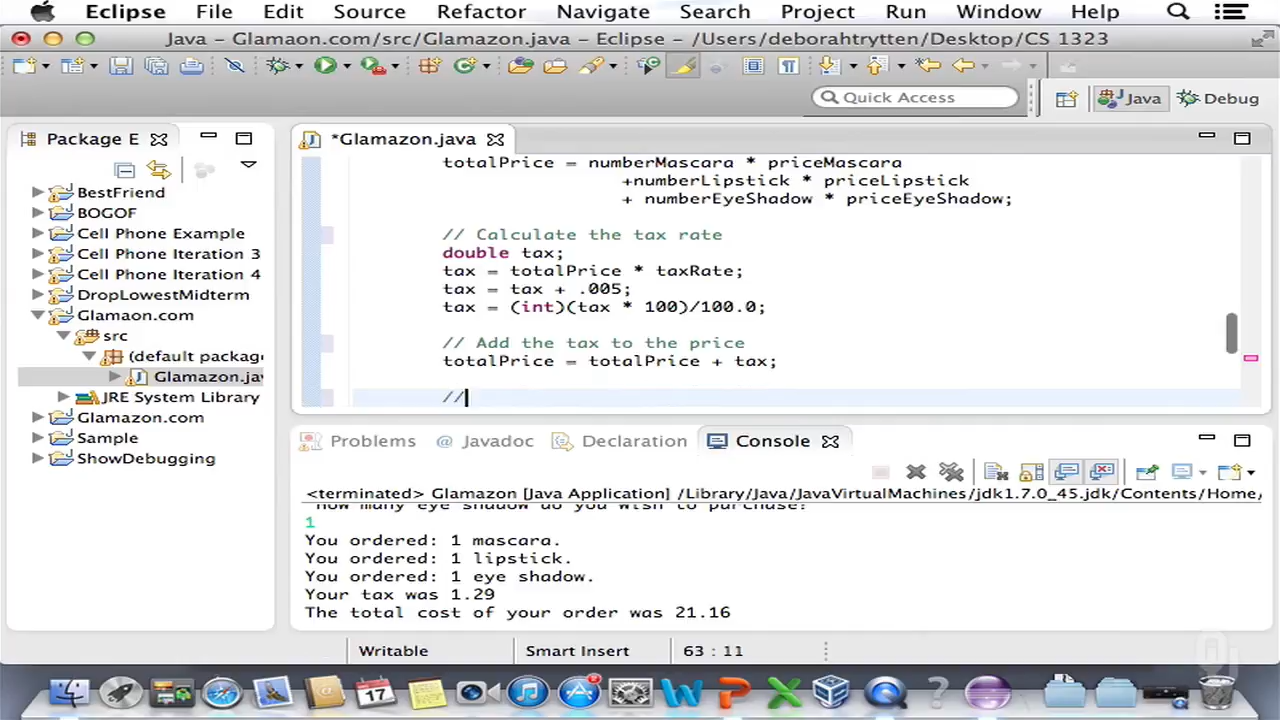 Eclipse File Edit Source Refactor Navigate Search Project Run Window Help
Java – Glamaon.com/src/Glamazon.java – Eclipse – /Users/deborahtrytten/Desktop/CS 1323
Quick Access
Java
Debug
Package E
BestFriend
BOGOF
Cell Phone Example
Cell Phone Iteration 3
Cell Phone Iteration 4
DropLowestMidterm
Glamaon.com
src
(default package
Glamazon.jav
JRE System Library
Glamazon.com
Sample
ShowDebugging
*Glamazon.java
totalPrice = numberMascara * priceMascara
+numberLipstick * priceLipstick
+ numberEyeShadow * priceEyeShadow;
// Calculate the tax rate
double tax;
tax = totalPrice * taxRate;
tax = tax + .005;
tax = (int)(tax * 100)/100.0;
// Add the tax to the price
totalPrice = totalPrice + tax;
//
Problems @ Javadoc Declaration Console
<terminated> Glamazon [Java Application] /Library/Java/JavaVirtualMachines/jdk1.7.0_45.jdk/Contents/Home/
how many eye shadow do you wish to purchase?
1
You ordered: 1 mascara.
You ordered: 1 lipstick.
You ordered: 1 eye shadow.
Your tax was 1.29
The total cost of your order was 21.16
Writable
Smart Insert
63 : 11
17